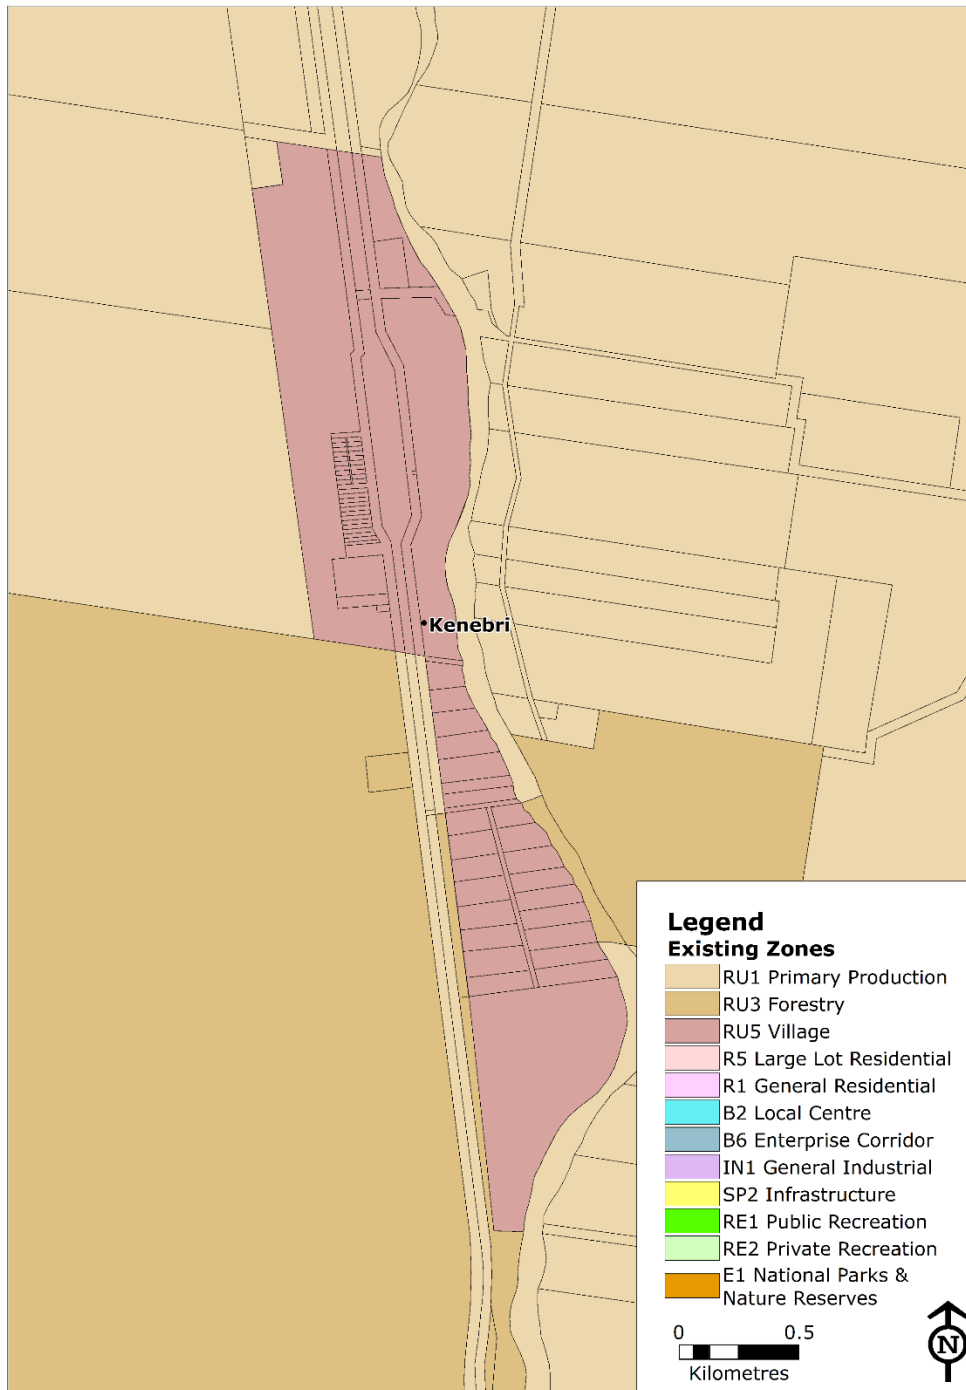 Kenebri
Legend
Existing Zones
RU1 Primary Production
RU3 Forestry
RU5 Village
R5 Large Lot Residential
R1 General Residential
B2 Local Centre
B6 Enterprise Corridor
IN1 General Industrial
SP2 Infrastructure
RE1 Public Recreation
RE2 Private Recreation
E1 National Parks &
Nature Reserves
0 0.5
Kilometres
N